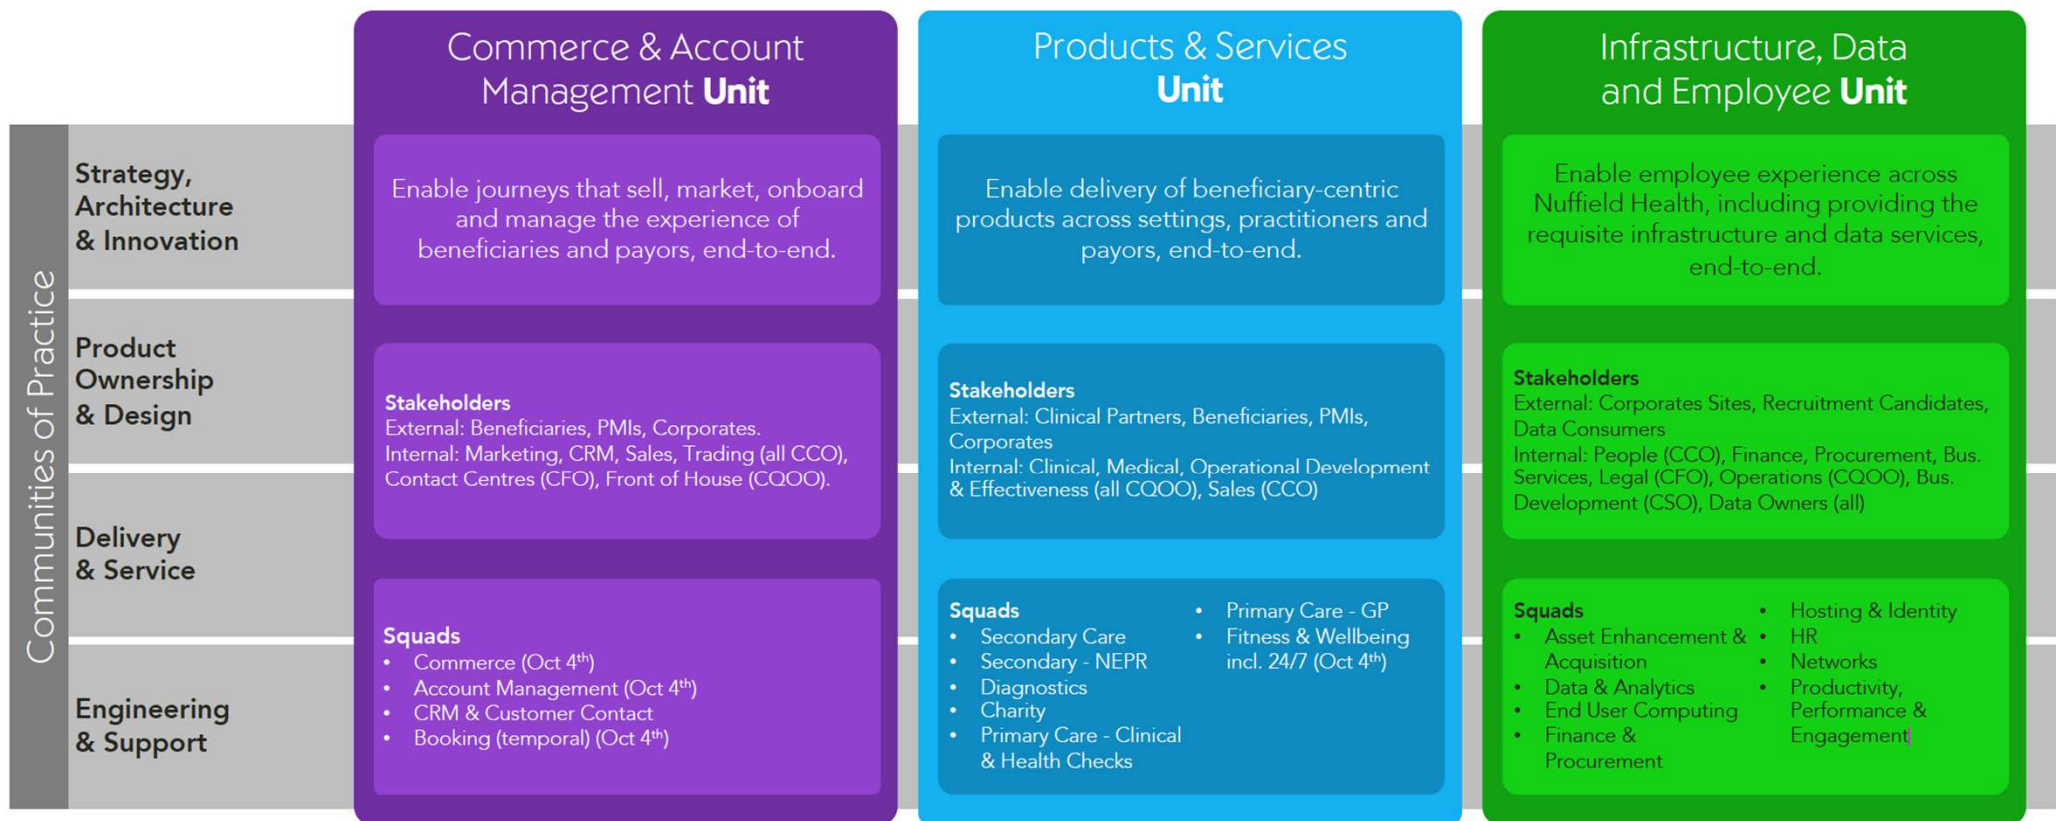 Communities of Practice
Strategy,
Architecture
& Innovation
Product
Ownership
& Design
Delivery
& Service
Engineering
& Support
Commerce & Account
Management Unit
Enable journeys that sell, market, onboard
and manage the experience of
beneficiaries and payors, end-to-end.
Stakeholders
External: Beneficiaries, PMIs, Corporates.
Internal: Marketing, CRM, Sales, Trading (all CCO),
Contact Centres (CFO), Front of House (CQOO).
Squads
• Commerce (Oct 4th)
• Account Management (Oct 4th)
• CRM & Customer Contact
• Booking (temporal) (Oct 4th)
Products & Services
Unit
Enable delivery of beneficiary-centric
products across settings, practitioners and
payors, end-to-end.
Stakeholders
External: Clinical Partners, Beneficiaries, PMIs,
Corporates
Internal: Clinical, Medical, Operational Development
& Effectiveness (all CQOO), Sales (CCO)
Squads
• Secondary Care
• Secondary - NEPR
• Diagnostics
• Charity
• Primary Care - Clinical
& Health Checks
• Primary Care - GP
• Fitness & Wellbeing
incl. 24/7 (Oct 4th)
Infrastructure, Data
and Employee Unit
Enable employee experience across
Nuffield Health, including providing the
requisite infrastructure and data services,
end-to-end.
Stakeholders
External: Corporates Sites, Recruitment Candidates,
Data Consumers
Internal: People (CCO), Finance, Procurement, Bus.
Services, Legal (CFO), Operations (CQOO), Bus.
Development (CSO), Data Owners (all)
Squads
• Asset Enhancement &
Acquisition
• Data & Analytics
• End User Computing
• Finance &
Procurement
• Hosting & Identity
• HR
• Networks
• Productivity,
Performance &
Engagement